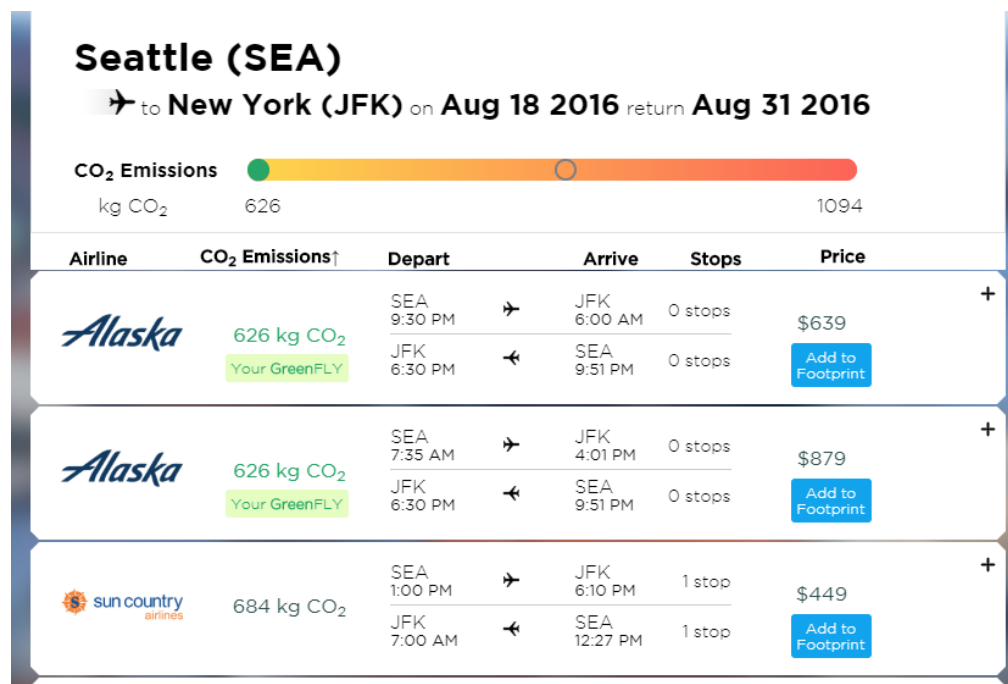 Seattle (SEA)
to New York (JFK) on Aug 18 2016 return Aug 31 2016
CO₂ Emissions
kg CO₂ 626 1094
Airline CO₂ Emissions↑ Depart Arrive Stops Price
Alaska
626 kg CO₂
Your GreenFLY
SEA JFK
9:30 PM 6:00 AM 0 stops
JFK SEA
6:30 PM 9:51 PM 0 stops
$639
Add to
Footprint
+
Alaska
626 kg CO₂
Your GreenFLY
SEA JFK
7:35 AM 4:01 PM 0 stops
JFK SEA
6:30 PM 9:51 PM 0 stops
$879
Add to
Footprint
+
sun country
airlines
684 kg CO₂
SEA JFK
1:00 PM 6:10 PM 1 stop
JFK SEA
7:00 AM 12:27 PM 1 stop
$449
Add to
Footprint
+